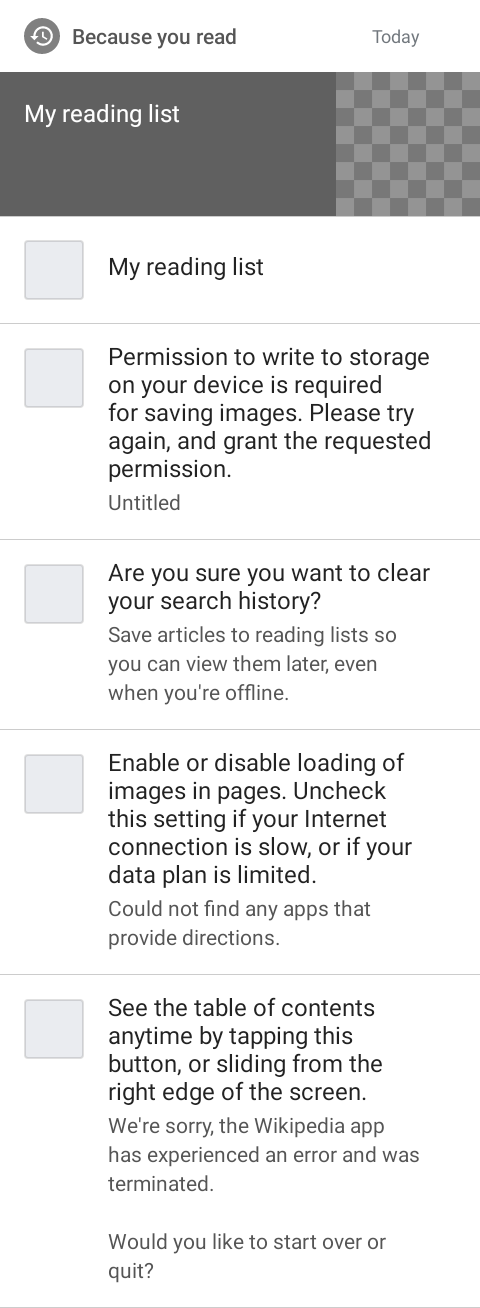 Because you read
Today
My reading list
My reading list
Permission to write to storage
on your device is required
for saving images. Please try
again, and grant the requested
permission.
Untitled
Are you sure you want to clear
your search history?
Save articles to reading lists so
you can view them later, even
when you're offline.
Enable or disable loading of
images in pages. Uncheck
this setting if your Internet
connection is slow, or if your
data plan is limited.
Could not find any apps that
provide directions.
See the table of contents
anytime by tapping this
button, or sliding from the
right edge of the screen.
We're sorry, the Wikipedia app
has experienced an error and was
terminated.
Would you like to start over or
quit?